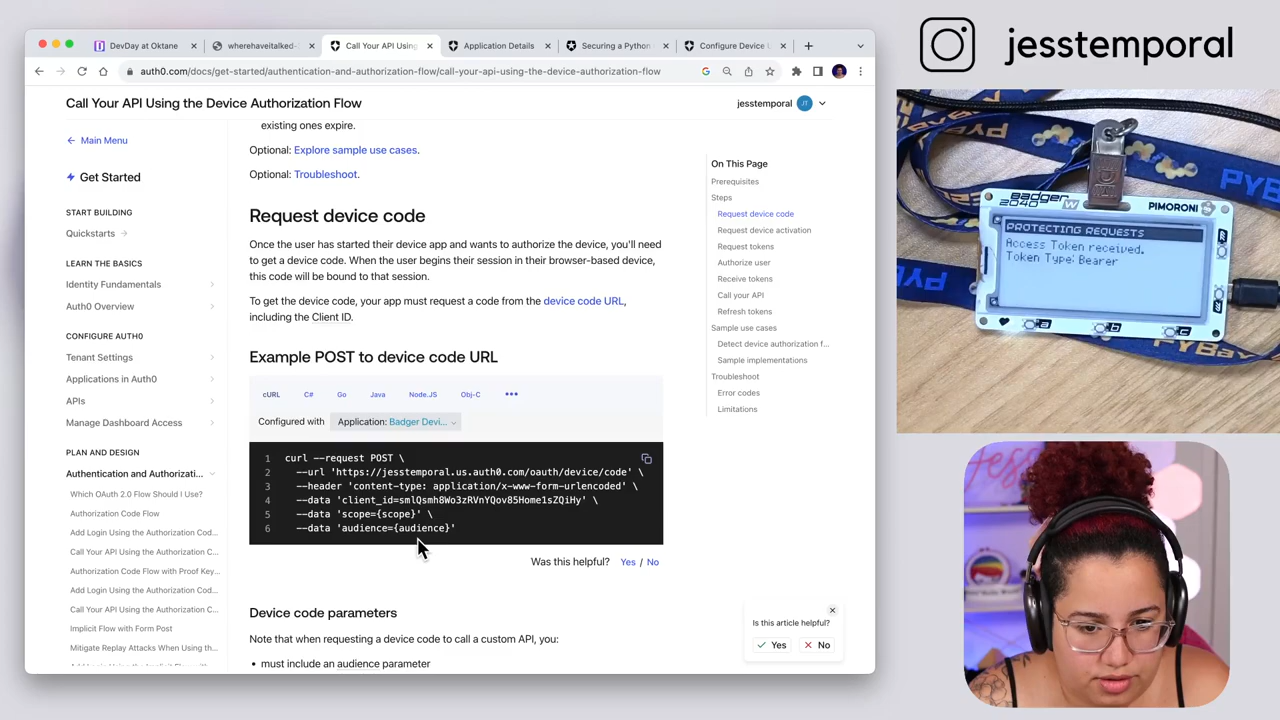 DevDay at Oktane
wherehaveitalked-
Call Your API Using
Application Details
Securing a Python
Configure Device U
auth0.com/docs/get-started/authentication-and-authorization-flow/call-your-api-using-the-device-authorization-flow
Call Your API Using the Device Authorization Flow
jesstemporal
JT
Main Menu
Get Started
START BUILDING
Quickstarts
LEARN THE BASICS
Identity Fundamentals
Auth0 Overview
CONFIGURE AUTH0
Tenant Settings
Applications in Auth0
APIs
Manage Dashboard Access
PLAN AND DESIGN
Authentication and Authorizati...
Which OAuth 2.0 Flow Should I Use?
Authorization Code Flow
Add Login Using the Authorization Cod...
Call Your API Using the Authorization C...
Authorization Code Flow with Proof Key...
Add Login Using the Authorization Cod...
Call Your API Using the Authorization C...
Implicit Flow with Form Post
Mitigate Replay Attacks When Using th...
existing ones expire.
Optional: Explore sample use cases.
Optional: Troubleshoot.
Request device code
Once the user has started their device app and wants to authorize the device, you'll need
to get a device code. When the user begins their session in their browser-based device,
this code will be bound to that session.
To get the device code, your app must request a code from the device code URL,
including the Client ID.
Example POST to device code URL
cURL C# Go Java Node.JS Obj-C •••
Configured with Application: Badger Devi...
1 curl --request POST \
2 --url 'https://jesstemporal.us.auth0.com/oauth/device/code' \
3 --header 'content-type: application/x-www-form-urlencoded' \
4 --data 'client_id=smlQsmh8Wo3zRVnYQov85Home1sZQiHy' \
5 --data 'scope={scope}' \
6 --data 'audience={audience}'
Was this helpful? Yes / No
Device code parameters
Note that when requesting a device code to call a custom API, you:
• must include an audience parameter
On This Page
Prerequisites
Steps
Request device code
Request device activation
Request tokens
Authorize user
Receive tokens
Call your API
Refresh tokens
Sample use cases
Detect device authorization f...
Sample implementations
Troubleshoot
Error codes
Limitations
Is this article helpful?
Yes No
jesstemporal
PYBAY
badger
2040 W
PIMORONI
PROTECTING REQUESTS
Access Token received.
Token Type: Bearer
a b c
PYBay